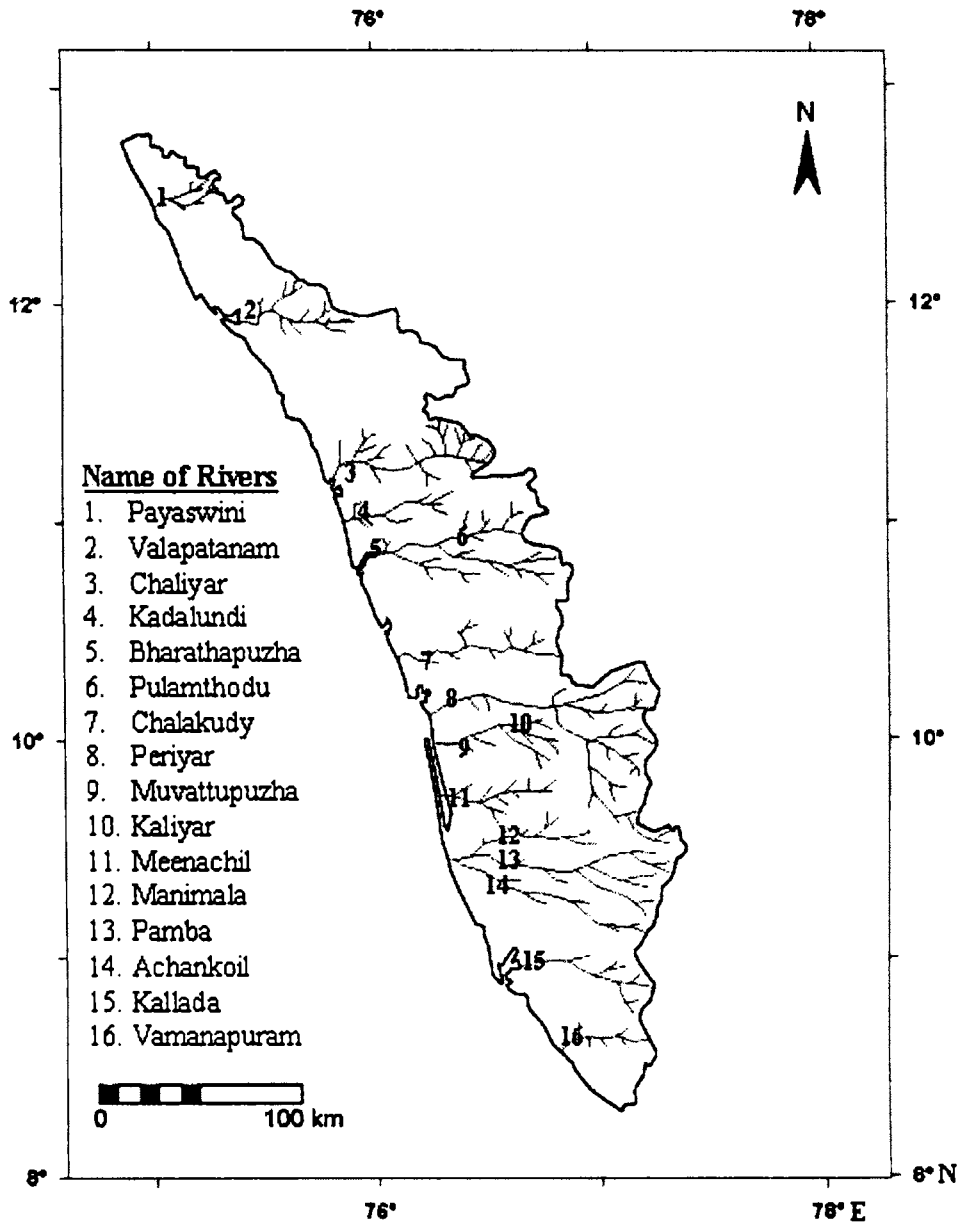 76° 78°
N
1
12° 2 12°
Name of Rivers
1. Payaswini
2. Valapatanam
3. Chaliyar
4. Kadalundi
5. Bharathapuzha
6. Pulamthodu
7. Chalakudy
8. Periyar
9. Muvattupuzha
10. Kaliyar
11. Meenachil
12. Manimala
13. Pamba
14. Achankoil
15. Kallada
16. Vamanapuram
3
4
6
5
7
8
10
10° 9 10°
11
12
13
14
15
16
0 100 km
8° 8° N
76° 78° E